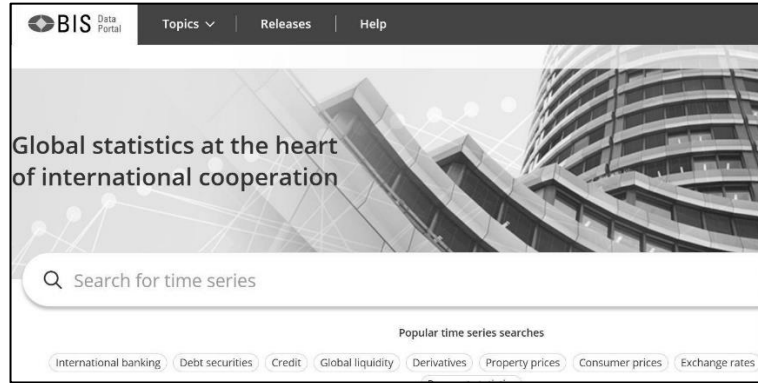 BIS Data Portal Topics Releases Help
Global statistics at the heart
of international cooperation
Search for time series
Popular time series searches
International banking Debt securities Credit Global liquidity Derivatives Property prices Consumer prices Exchange rates